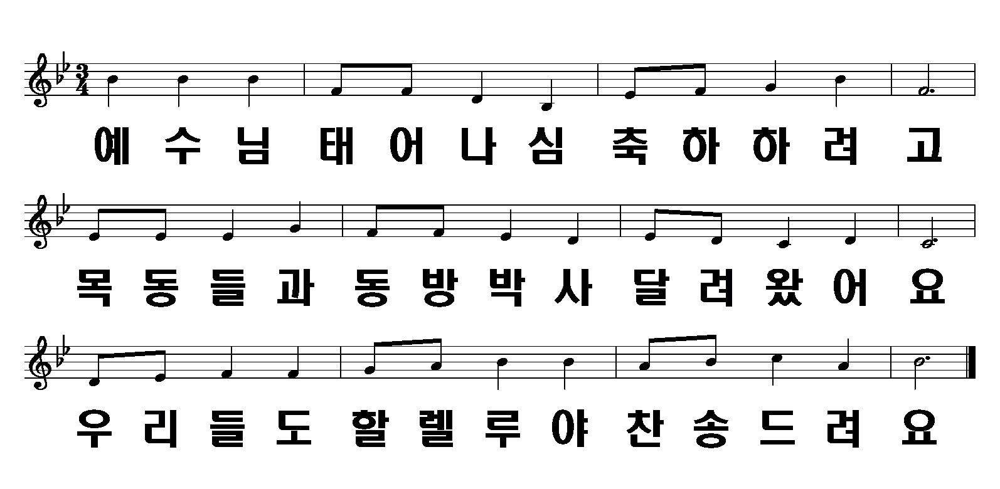 3
4
예 수 님 태 어 나 심 축 하 하 려 고
목 동 들 과 동 방 박 사 달 려 왔 어 요
우 리 들 도 할 렐 루 야 찬 송 드 려 요